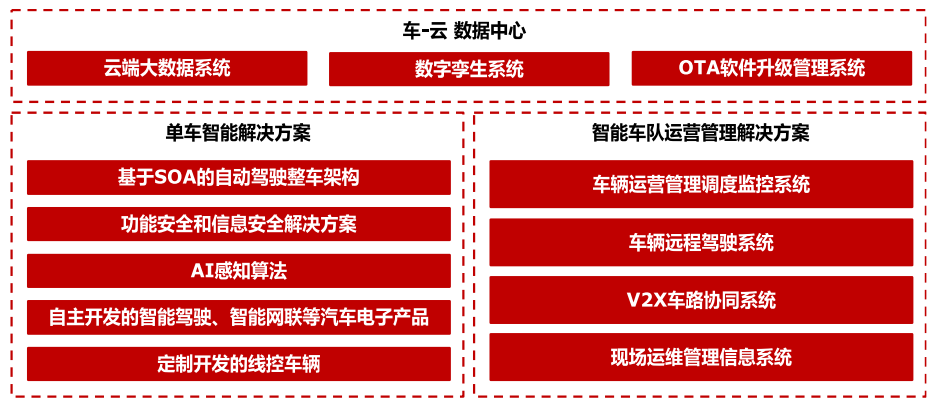 车-云 数据中心
云端大数据系统
数字孪生系统
OTA软件升级管理系统
单车智能解决方案
基于SOA的自动驾驶整车架构
功能安全和信息安全解决方案
AI感知算法
自主开发的智能驾驶、智能网联等汽车电子产品
定制开发的线控车辆
智能车队运营管理解决方案
车辆运营管理调度监控系统
车辆远程驾驶系统
V2X车路协同系统
现场运维管理信息系统